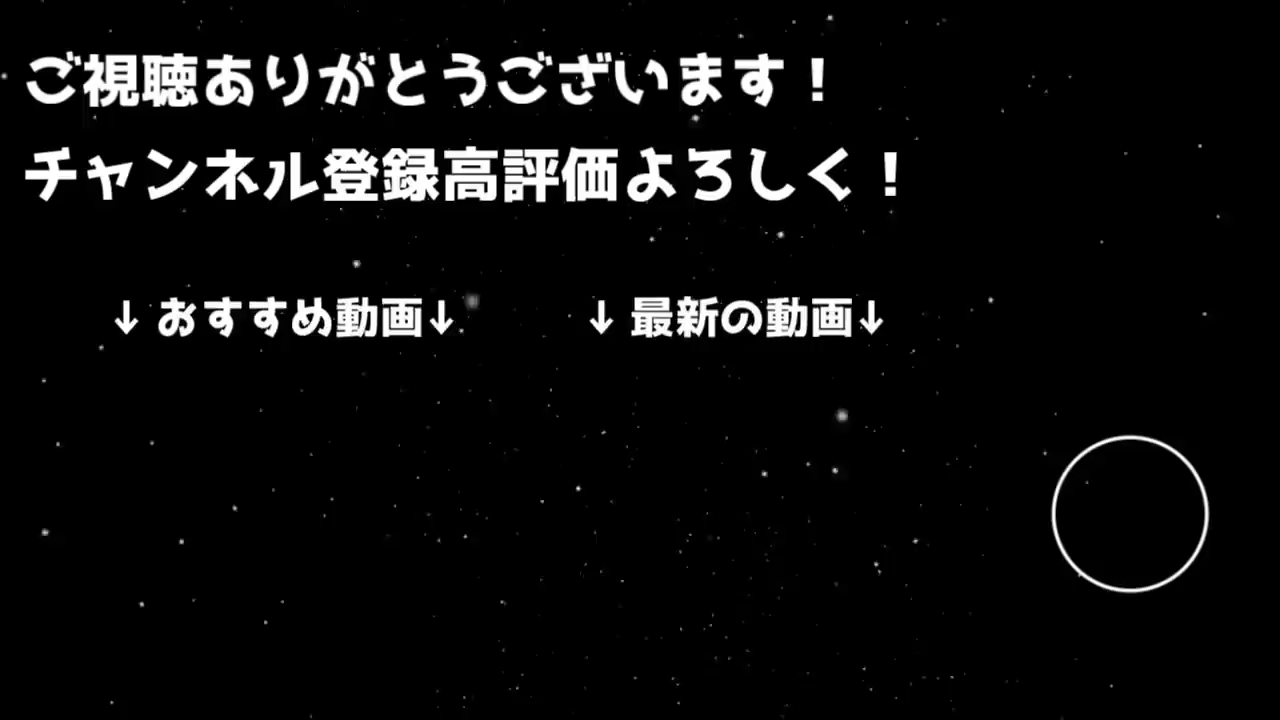 ご視聴ありがとうございます！
チャンネル登録高評価よろしく！
↓おすすめ動画↓
↓最新の動画↓